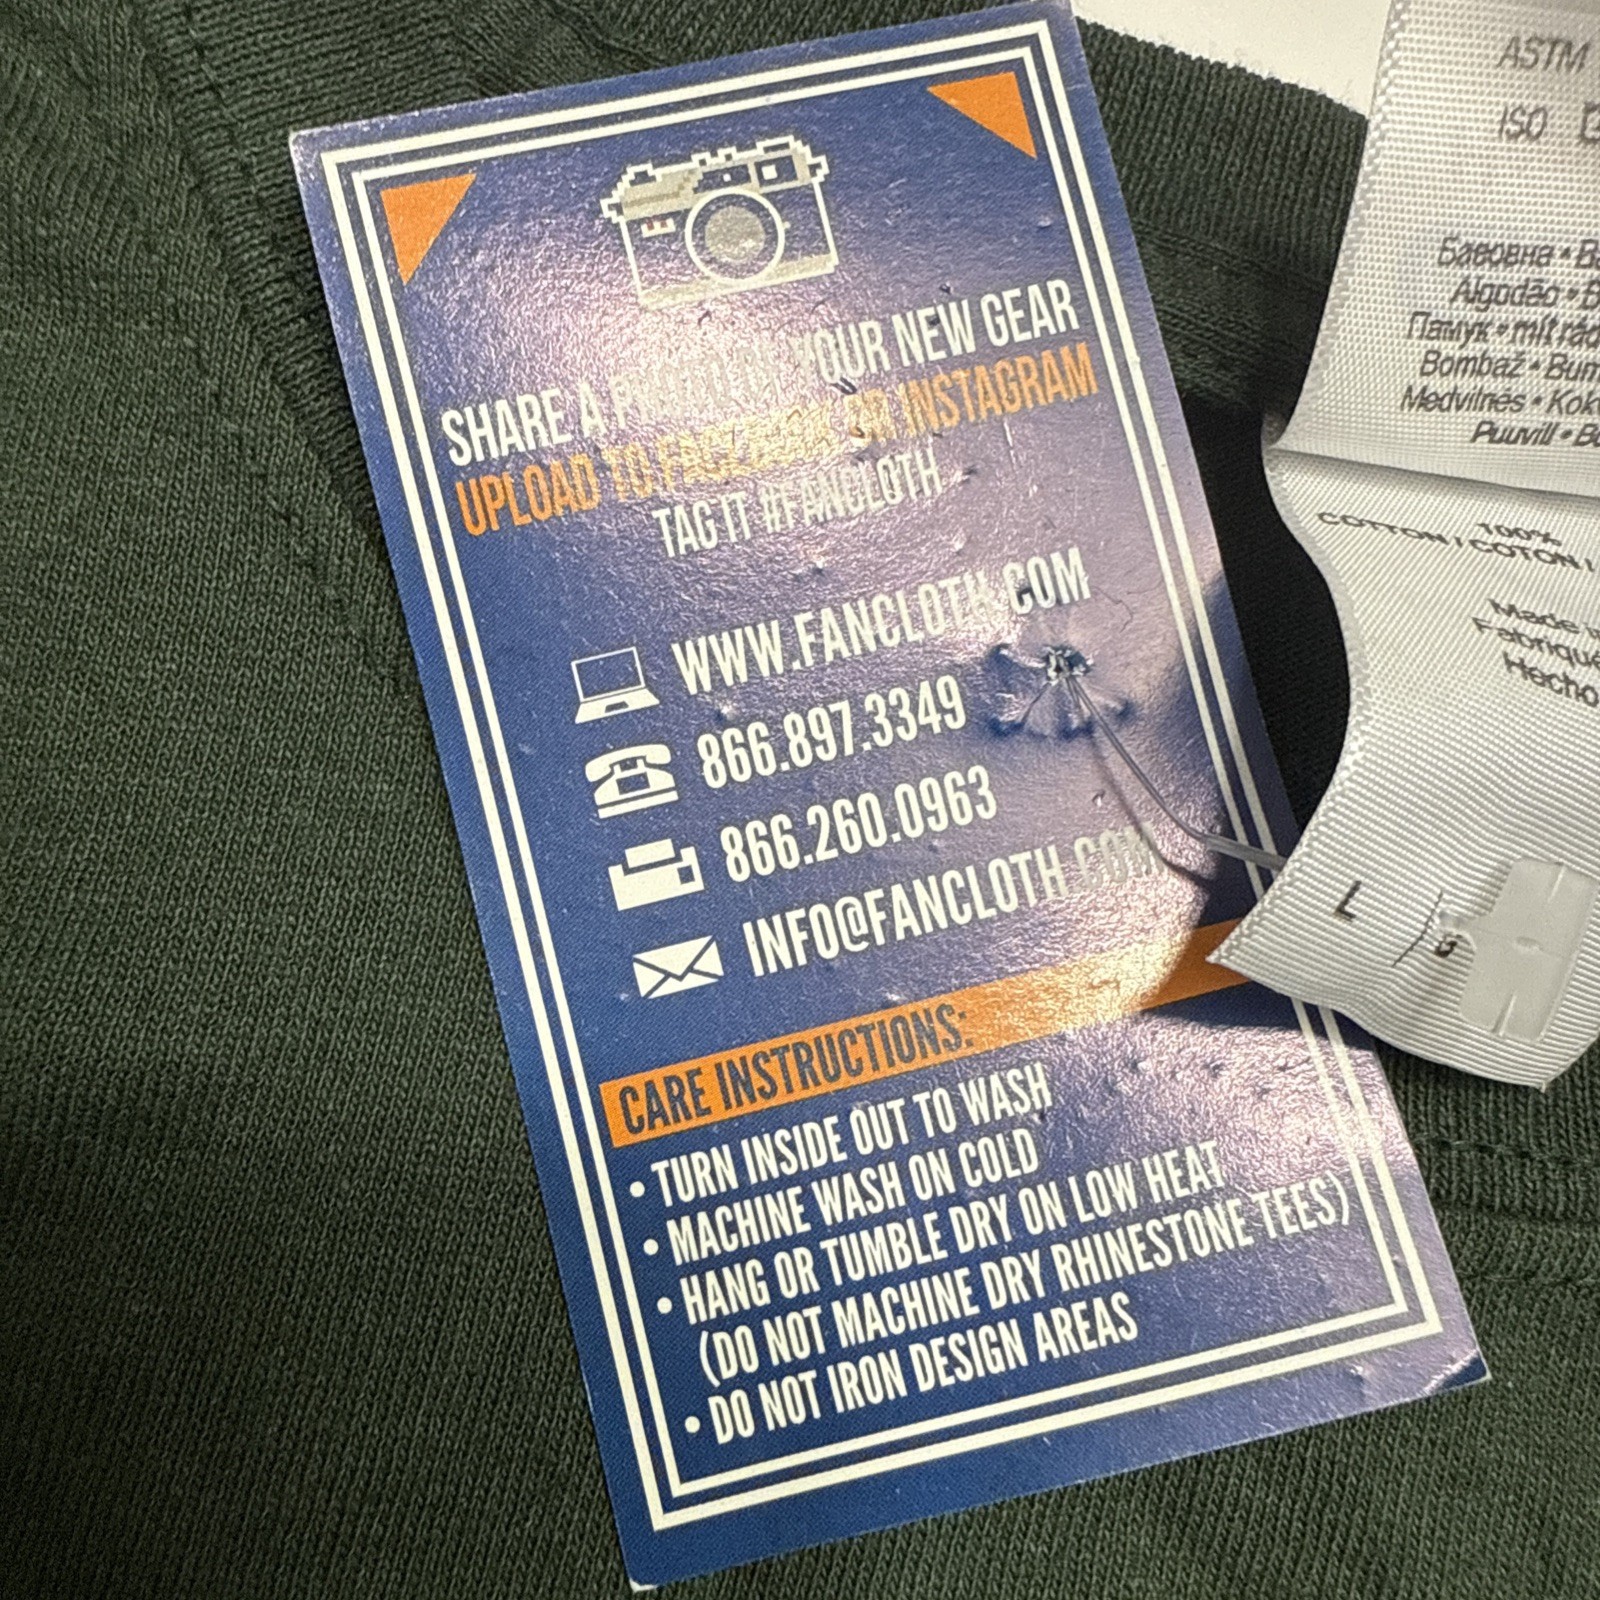 SHARE A PHOTO OF YOUR NEW GEAR
UPLOAD TO FACEBOOK OR INSTAGRAM
TAG IT #FANCLOTH
WWW.FANCLOTH.COM
866.897.3349
866.260.0963
INFO@FANCLOTH.COM
CARE INSTRUCTIONS:
• TURN INSIDE OUT TO WASH
• MACHINE WASH ON COLD
• HANG OR TUMBLE DRY ON LOW HEAT
(DO NOT MACHINE DRY RHINESTONE TEES)
• DO NOT IRON DESIGN AREAS
ASTM
ISO
Бавовна •
Algodão •
Памук •
Bombaž •
Medvilnės •
Puuvill •
100%
COTTON / COTON /
Made
Hecho
L